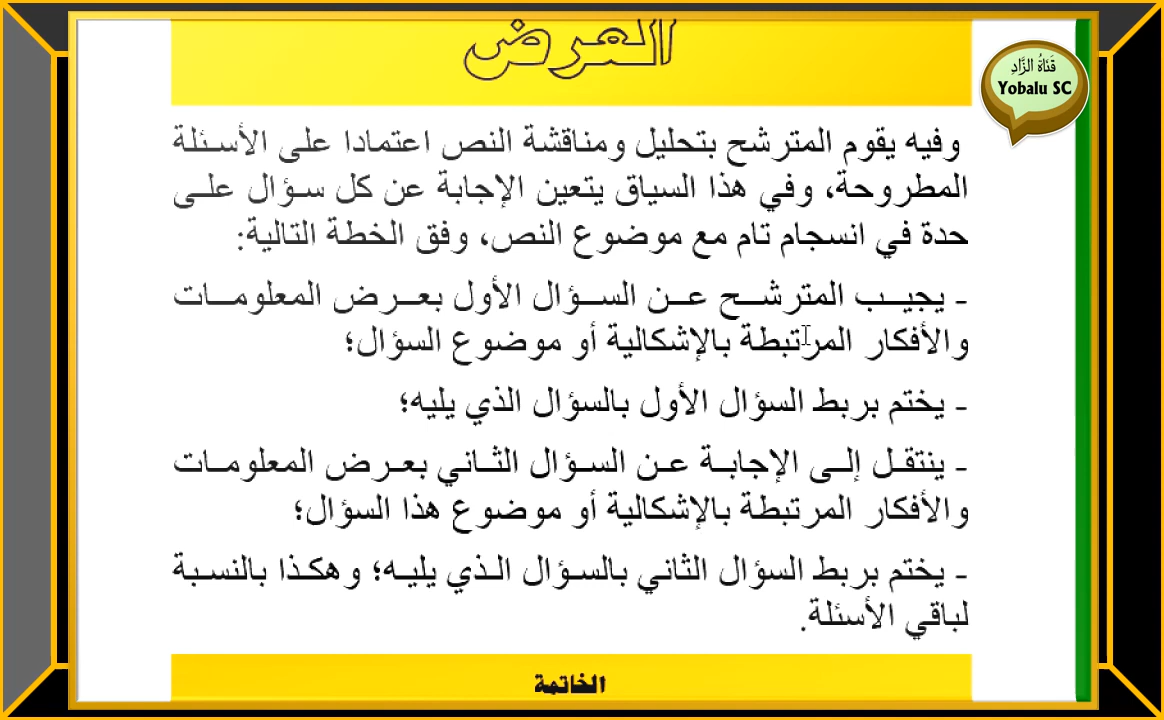 العرض
قَنَاةُ الزَّادِ
Yobalu SC
وفيه يقوم المترشح بتحليل ومناقشة النص اعتمادا على الأسئلة
المطروحة، وفي هذا السياق يتعين الإجابة عن كل سؤال على
حدة في انسجام تام مع موضوع النص، وفق الخطة التالية:
- يجيب المترشح عن السؤال الأول بعرض المعلومات
والأفكار المرتبطة بالإشكالية أو موضوع السؤال؛
- يختم بربط السؤال الأول بالسؤال الذي يليه؛
- ينتقل إلى الإجابة عن السؤال الثاني بعرض المعلومات
والأفكار المرتبطة بالإشكالية أو موضوع هذا السؤال؛
- يختم بربط السؤال الثاني بالسؤال الذي يليه؛ وهكذا بالنسبة
لباقي الأسئلة.
الخاتمة